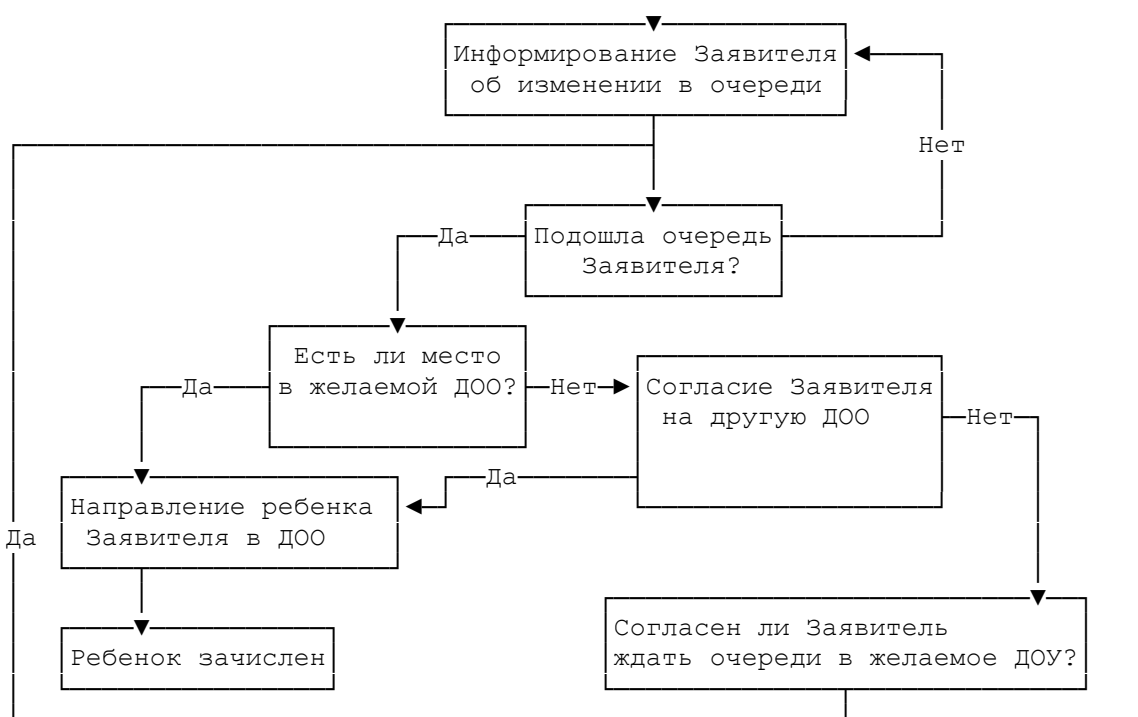 Информирование Заявителя
об изменении в очереди
Нет
Да
Подошла очередь
Заявителя?
Есть ли место
в желаемой ДОО?
Да
Нет
Согласие Заявителя
на другую ДОО
Нет
Да
Направление ребенка
Заявителя в ДОО
Да
Согласен ли Заявитель
ждать очереди в желаемое ДОУ?
Ребенок зачислен